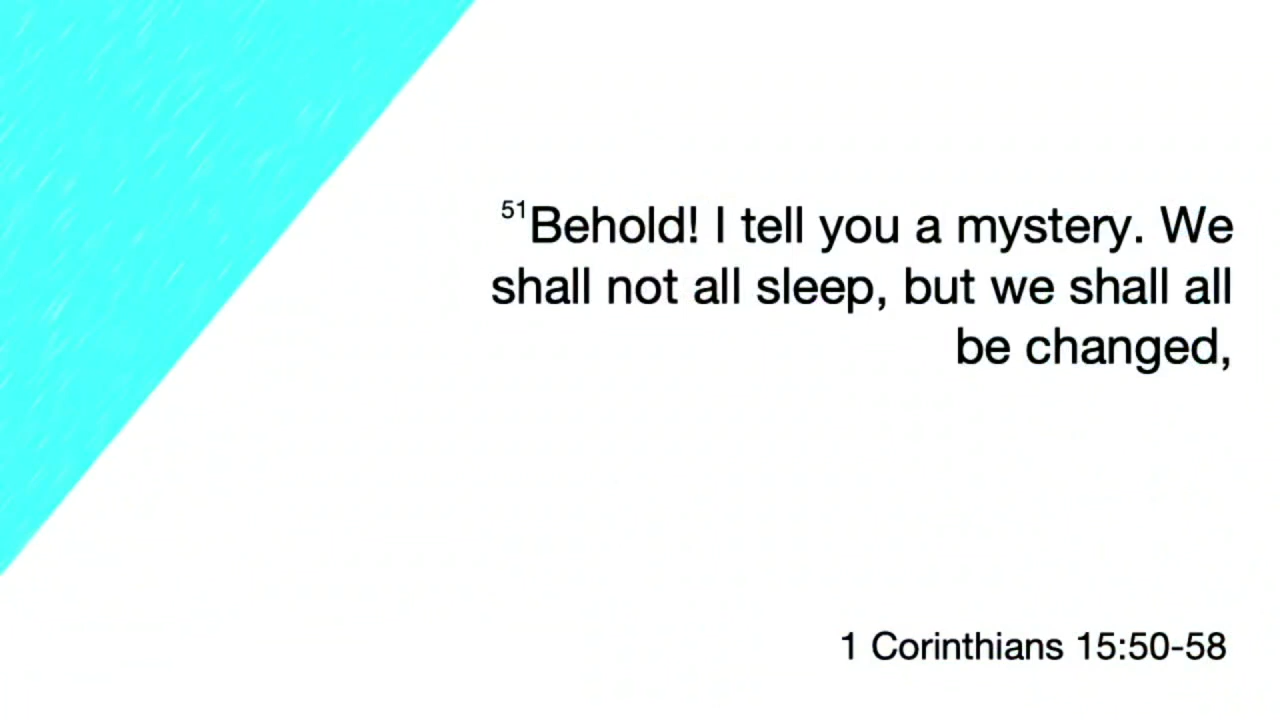 51Behold! I tell you a mystery. We
shall not all sleep, but we shall all
be changed,
1 Corinthians 15:50-58